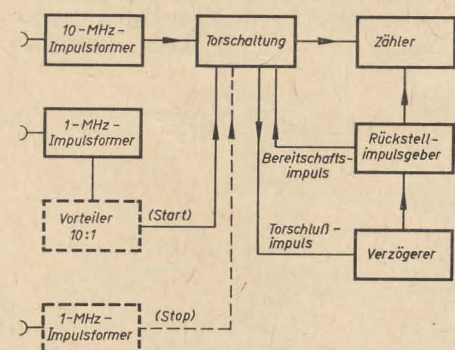 10-MHz-
Impulsformer
Torschaltung
Zähler
1-MHz-
Impulsformer
Bereitschafts-
impuls
Rückstell-
impulsgeber
Vorteiler
10:1
(Start)
Torschluß-
impuls
Verzögerer
1-MHz-
Impulsformer
(Stop)